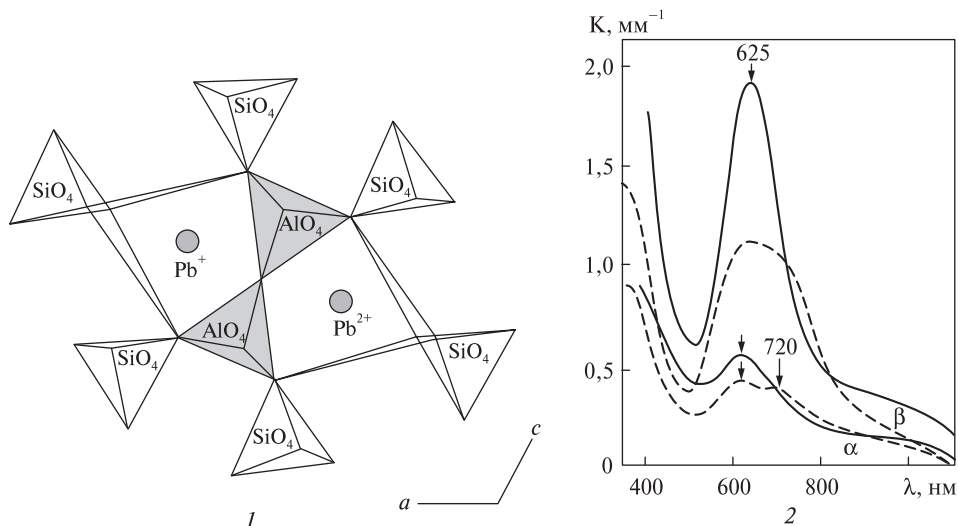 SiO₄
SiO₄
SiO₄
AlO₄
Pb⁺
Pb²⁺
AlO₄
SiO₄
SiO₄
SiO₄
c
a
1
K, мм⁻¹
625
2,0
1,5
1,0
720
0,5
β
α
0
400
600
800
λ, нм
2